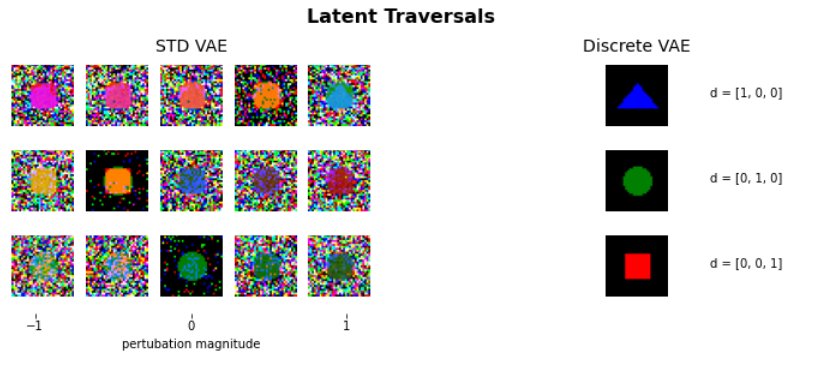 Latent Traversals
STD VAE
Discrete VAE
d = [1, 0, 0]
d = [0, 1, 0]
d = [0, 0, 1]
−1 0 1
pertubation magnitude